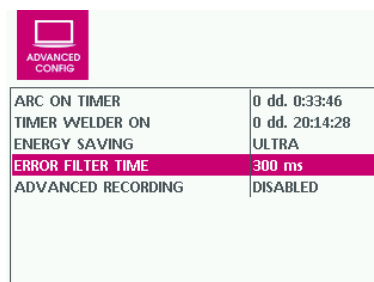 ADVANCED
CONFIG
ARC ON TIMER 0 dd. 0:33:46
TIMER WELDER ON 0 dd. 20:14:28
ENERGY SAVING ULTRA
ERROR FILTER TIME 300 ms
ADVANCED RECORDING DISABLED